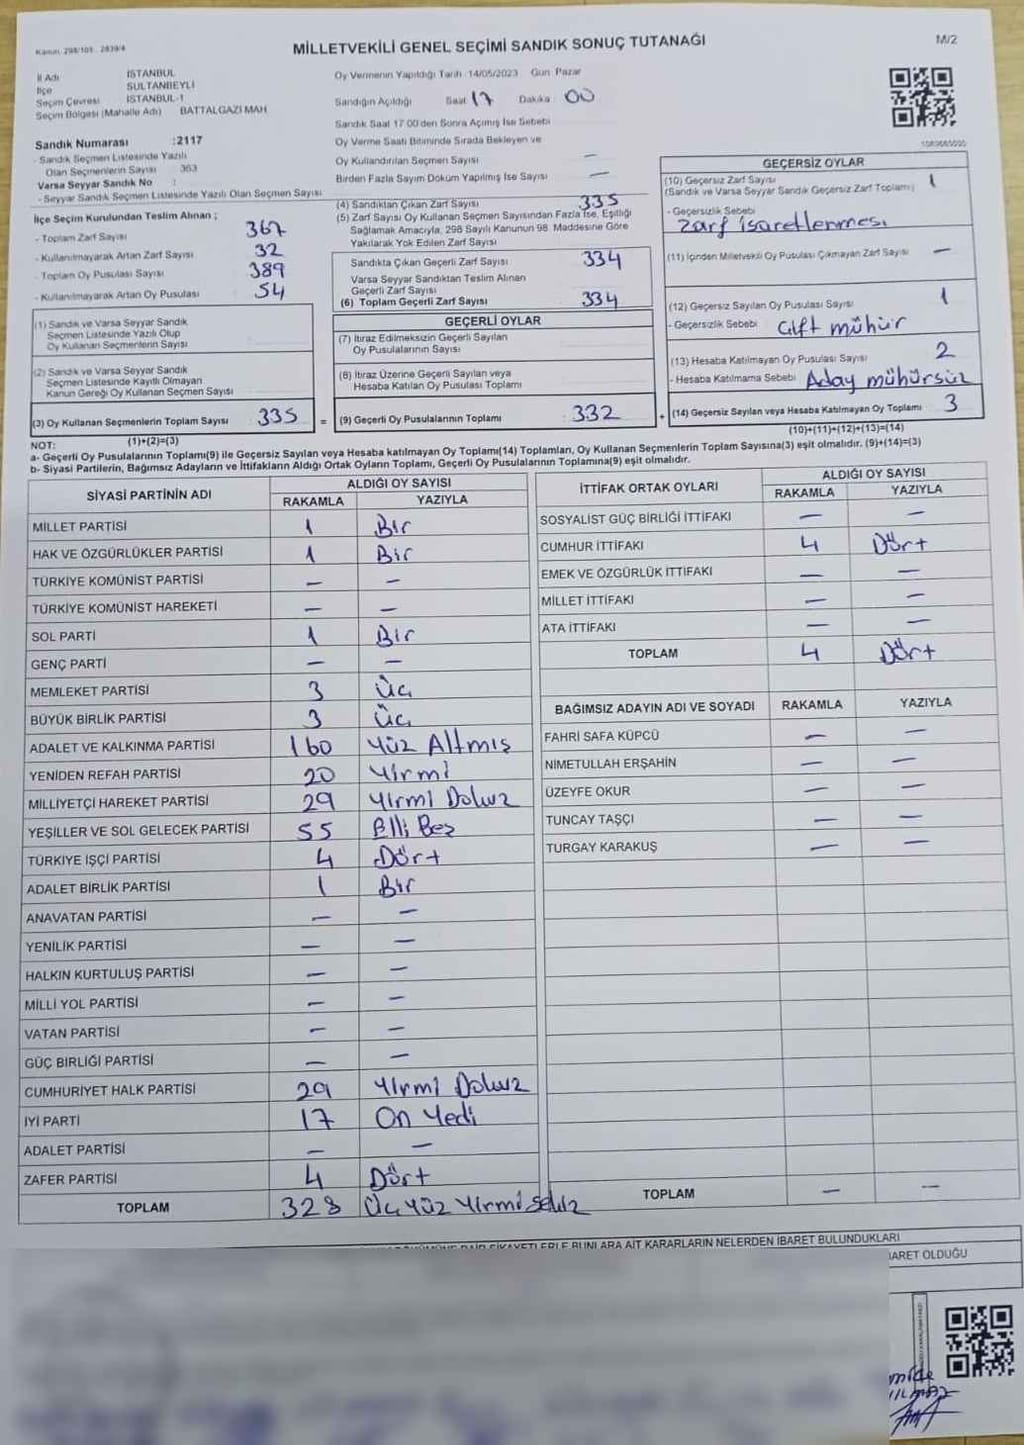 Kanun: 298/101 - 2839/4
MİLLETVEKİLİ GENEL SEÇİMİ SANDIK SONUÇ TUTANAĞI
M/2
İl Adı İSTANBUL
İlçe SULTANBEYLİ
Seçim Çevresi İSTANBUL-1
Seçim Bölgesi (Mahalle Adı) BATTALGAZİ MAH.
Sandık Numarası :2117
- Sandık Seçmen Listesinde Yazılı
Olan Seçmenlerin Sayısı 363
Varsa Seyyar Sandık No :
- Seyyar Sandık Seçmen Listesinde Yazılı Olan Seçmen Sayısı
Oy Vermenin Yapıldığı Tarih :14/05/2023 Gün: Pazar
Sandığın Açıldığı Saat 17 Dakika 00
Sandık Saat 17:00'den Sonra Açılmış İse Sebebi
Oy Verme Saati Bitiminde Sırada Bekleyen ve
Oy Kullandırılan Seçmen Sayısı —
Birden Fazla Sayım Döküm Yapılmış İse Sayısı —
İlçe Seçim Kurulundan Teslim Alınan ;
- Toplam Zarf Sayısı 367
- Kullanılmayarak Artan Zarf Sayısı 32
- Toplam Oy Pusulası Sayısı 389
- Kullanılmayarak Artan Oy Pusulası 54
(1) Sandık ve Varsa Seyyar Sandık
Seçmen Listesinde Yazılı Olup
Oy Kullanan Seçmenlerin Sayısı
(2) Sandık ve Varsa Seyyar Sandık
Seçmen Listesinde Kayıtlı Olmayan
Kanun Gereği Oy Kullanan Seçmen Sayısı
(3) Oy Kullanan Seçmenlerin Toplam Sayısı 335 =
(1)+(2)=(3)
(4) Sandıktan Çıkan Zarf Sayısı 335
(5) Zarf Sayısı Oy Kullanan Seçmen Sayısından Fazla İse, Eşitliği
Sağlamak Amacıyla, 298 Sayılı Kanunun 98. Maddesine Göre
Yakılarak Yok Edilen Zarf Sayısı
Sandıkta Çıkan Geçerli Zarf Sayısı 334
Varsa Seyyar Sandıktan Teslim Alınan
Geçerli Zarf Sayısı
(6) Toplam Geçerli Zarf Sayısı 334
GEÇERLİ OYLAR
(7) İtiraz Edilmeksizin Geçerli Sayılan
Oy Pusulalarının Sayısı
(8) İtiraz Üzerine Geçerli Sayılan veya
Hesaba Katılan Oy Pusulası Toplamı
(9) Geçerli Oy Pusulalarının Toplamı 332 +
GEÇERSİZ OYLAR
(10) Geçersiz Zarf Sayısı 1
(Sandık ve Varsa Seyyar Sandık Geçersiz Zarf Toplamı)
- Geçersizlik Sebebi
zarf isaretlenmesi
(11) İçinden Milletvekili Oy Pusulası Çıkmayan Zarf Sayısı —
(12) Geçersiz Sayılan Oy Pusulası Sayısı 1
- Geçersizlik Sebebi çift mühür
(13) Hesaba Katılmayan Oy Pusulası Sayısı 2
- Hesaba Katılmama Sebebi Aday mühürsüz
(14) Geçersiz Sayılan veya Hesaba Katılmayan Oy Toplamı 3
(10)+(11)+(12)+(13)=(14)
NOT:
a- Geçerli Oy Pusulalarının Toplamı(9) ile Geçersiz Sayılan veya Hesaba katılmayan Oy Toplamı(14) Toplamları, Oy Kullanan Seçmenlerin Toplam Sayısına(3) eşit olmalıdır. (9)+(14)=(3)
b- Siyasi Partilerin, Bağımsız Adayların ve İttifakların Aldığı Ortak Oyların Toplamı, Geçerli Oy Pusulalarının Toplamına(9) eşit olmalıdır.
SİYASİ PARTİNİN ADI ALDIĞI OY SAYISI
RAKAMLA YAZIYLA
MİLLET PARTİSİ 1 Bir
HAK VE ÖZGÜRLÜKLER PARTİSİ 1 Bir
TÜRKİYE KOMÜNİST PARTİSİ — —
TÜRKİYE KOMÜNİST HAREKETİ — —
SOL PARTİ 1 Bir
GENÇ PARTİ — —
MEMLEKET PARTİSİ 3 Üç
BÜYÜK BİRLİK PARTİSİ 3 Üç
ADALET VE KALKINMA PARTİSİ 160 Yüz Altmış
YENİDEN REFAH PARTİSİ 20 Yirmi
MİLLİYETÇİ HAREKET PARTİSİ 29 Yirmi Dokuz
YEŞİLLER VE SOL GELECEK PARTİSİ 55 Elli Beş
TÜRKİYE İŞÇİ PARTİSİ 4 Dört
ADALET BİRLİK PARTİSİ 1 Bir
ANAVATAN PARTİSİ — —
YENİLİK PARTİSİ — —
HALKIN KURTULUŞ PARTİSİ — —
MİLLİ YOL PARTİSİ — —
VATAN PARTİSİ — —
GÜÇ BİRLİĞİ PARTİSİ — —
CUMHURİYET HALK PARTİSİ 29 Yirmi Dokuz
İYİ PARTİ 17 On Yedi
ADALET PARTİSİ — —
ZAFER PARTİSİ 4 Dört
TOPLAM 328 Üç yüz Yirmi Sekiz
İTTİFAK ORTAK OYLARI ALDIĞI OY SAYISI
RAKAMLA YAZIYLA
SOSYALİST GÜÇ BİRLİĞİ İTTİFAKI — —
CUMHUR İTTİFAKI 4 Dört
EMEK VE ÖZGÜRLÜK İTTİFAKI — —
MİLLET İTTİFAKI — —
ATA İTTİFAKI — —
TOPLAM 4 Dört
BAĞIMSIZ ADAYIN ADI VE SOYADI RAKAMLA YAZIYLA
FAHRİ SAFA KÜPCÜ — —
NİMETULLAH ERŞAHİN — —
ÜZEYFE OKUR — —
TUNCAY TAŞÇI — —
TURGAY KARAKUŞ — —
TOPLAM — —
ŞİKAYETLERLE BUNLARA AİT KARARLARIN NELERDEN İBARET BULUNDUKLARI
OLDUĞU